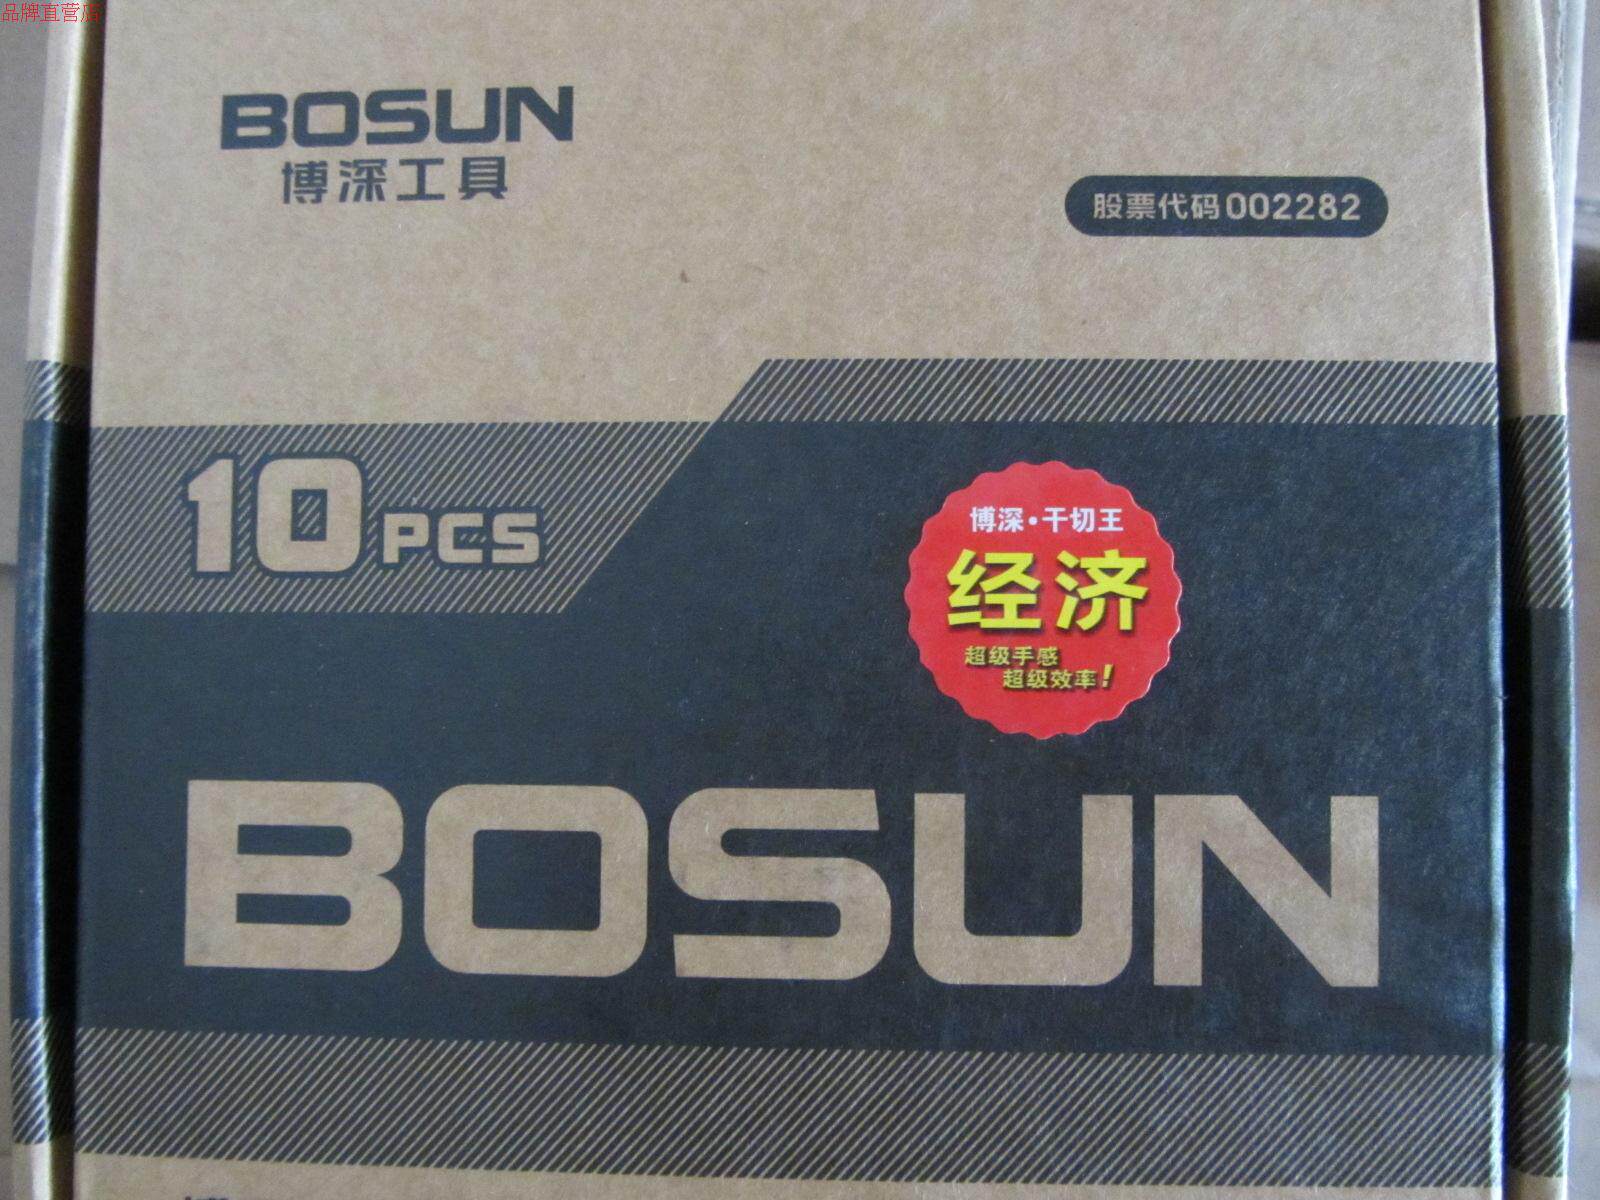 品牌直营店
BOSUN
博深工具
股票代码002282
10PCS
博深·干切王
经济
超级手感
超级效率!
BOSUN